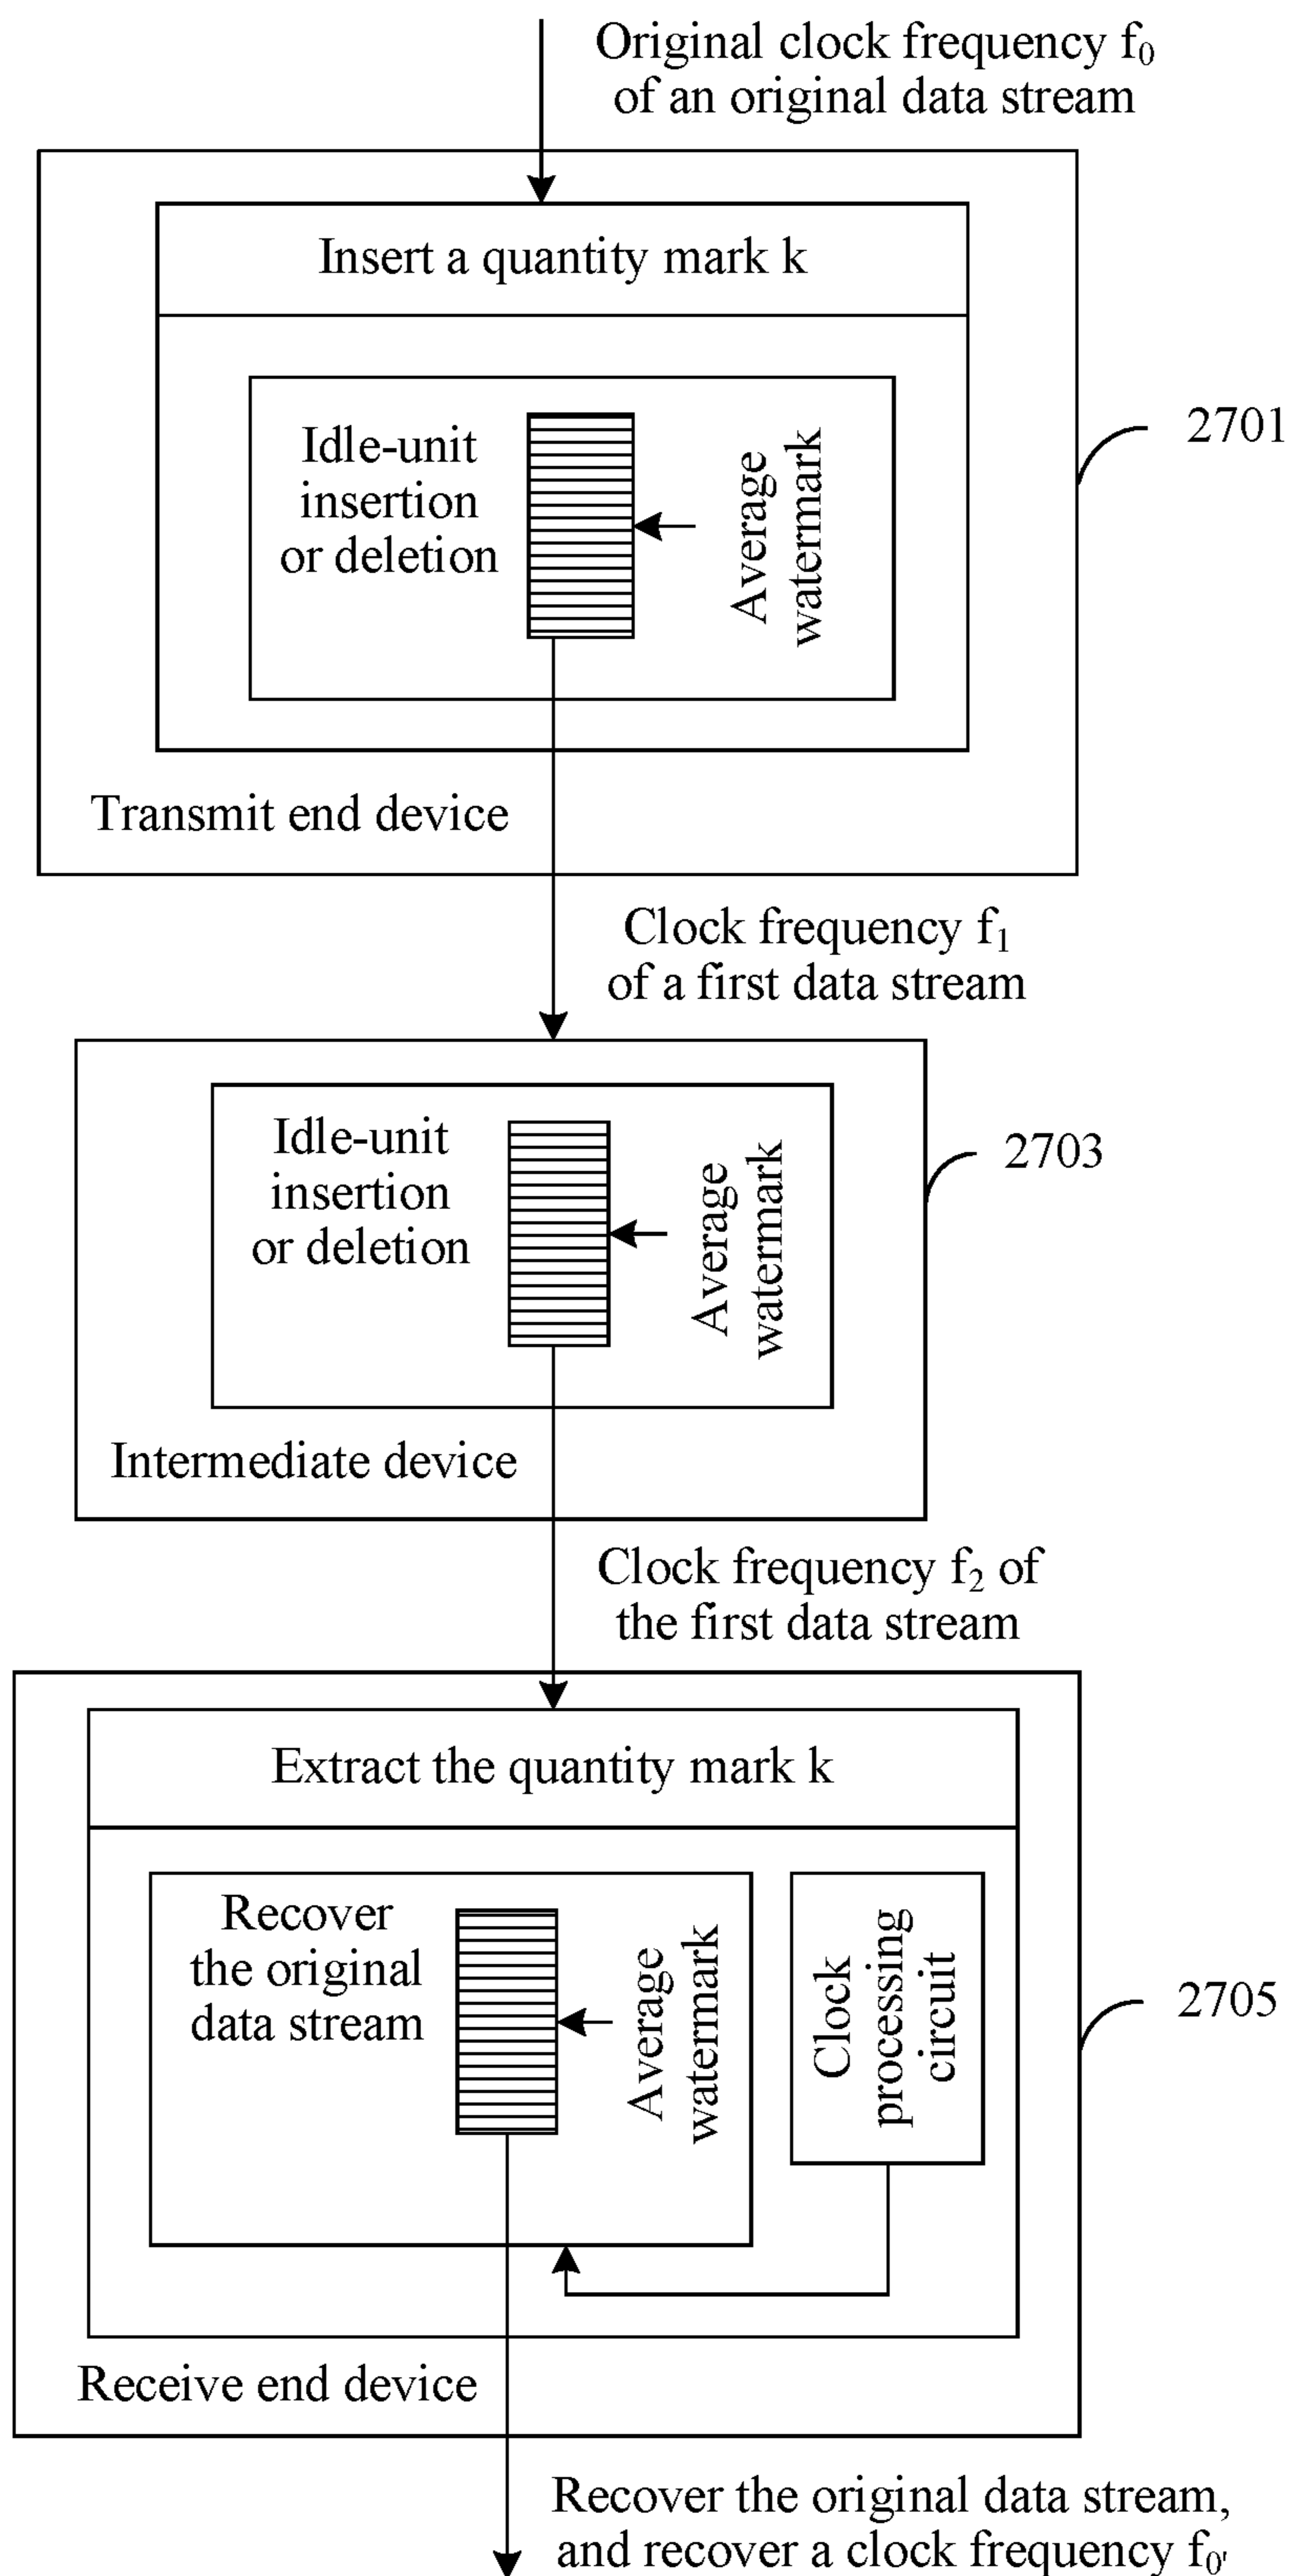 Original clock frequency f₀
of an original data stream
Insert a quantity mark k
Idle-unit
insertion
or deletion
Average
watermark
2701
Transmit end device
Clock frequency f₁
of a first data stream
Idle-unit
insertion
or deletion
Average
watermark
2703
Intermediate device
Clock frequency f₂ of
the first data stream
Extract the quantity mark k
Recover
the original
data stream
Average
watermark
Clock
processing
circuit
2705
Receive end device
Recover the original data stream,
and recover a clock frequency f₀'